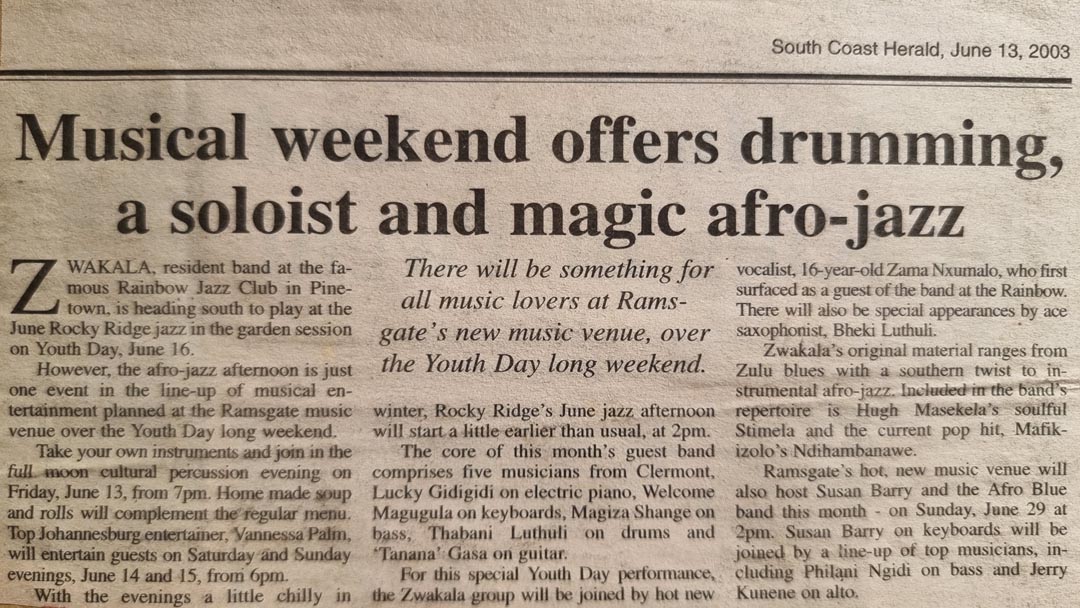 South Coast Herald, June 13, 2003
Musical weekend offers drumming,
a soloist and magic afro-jazz
ZWAKALA, resident band at the fa-
mous Rainbow Jazz Club in Pine-
town, is heading south to play at the
June Rocky Ridge jazz in the garden session
on Youth Day, June 16.
However, the afro-jazz afternoon is just
one event in the line-up of musical en-
tertainment planned at the Ramsgate music
venue over the Youth Day long weekend.
Take your own instruments and join in the
full moon cultural percussion evening on
Friday, June 13, from 7pm. Home made soup
and rolls will complement the regular menu.
Top Johannesburg entertainer, Vannessa Palm,
will entertain guests on Saturday and Sunday
evenings, June 14 and 15, from 6pm.
With the evenings a little chilly in
There will be something for
all music lovers at Rams-
gate's new music venue, over
the Youth Day long weekend.
winter, Rocky Ridge's June jazz afternoon
will start a little earlier than usual, at 2pm.
The core of this month's guest band
comprises five musicians from Clermont,
Lucky Gidigidi on electric piano, Welcome
Magugula on keyboards, Magiza Shange on
bass, Thabani Luthuli on drums and
'Tanana' Gasa on guitar.
For this special Youth Day performance,
the Zwakala group will be joined by hot new
vocalist, 16-year-old Zama Nxumalo, who first
surfaced as a guest of the band at the Rainbow.
There will also be special appearances by ace
saxophonist, Bheki Luthuli.
Zwakala's original material ranges from
Zulu blues with a southern twist to in-
strumental afro-jazz. Included in the band's
repertoire is Hugh Masekela's soulful
Stimela and the current pop hit, Mafik-
izolo's Ndihambanawe.
Ramsgate's hot, new music venue will
also host Susan Barry and the Afro Blue
band this month - on Sunday, June 29 at
2pm. Susan Barry on keyboards will be
joined by a line-up of top musicians, in-
cluding Philani Ngidi on bass and Jerry
Kunene on alto.